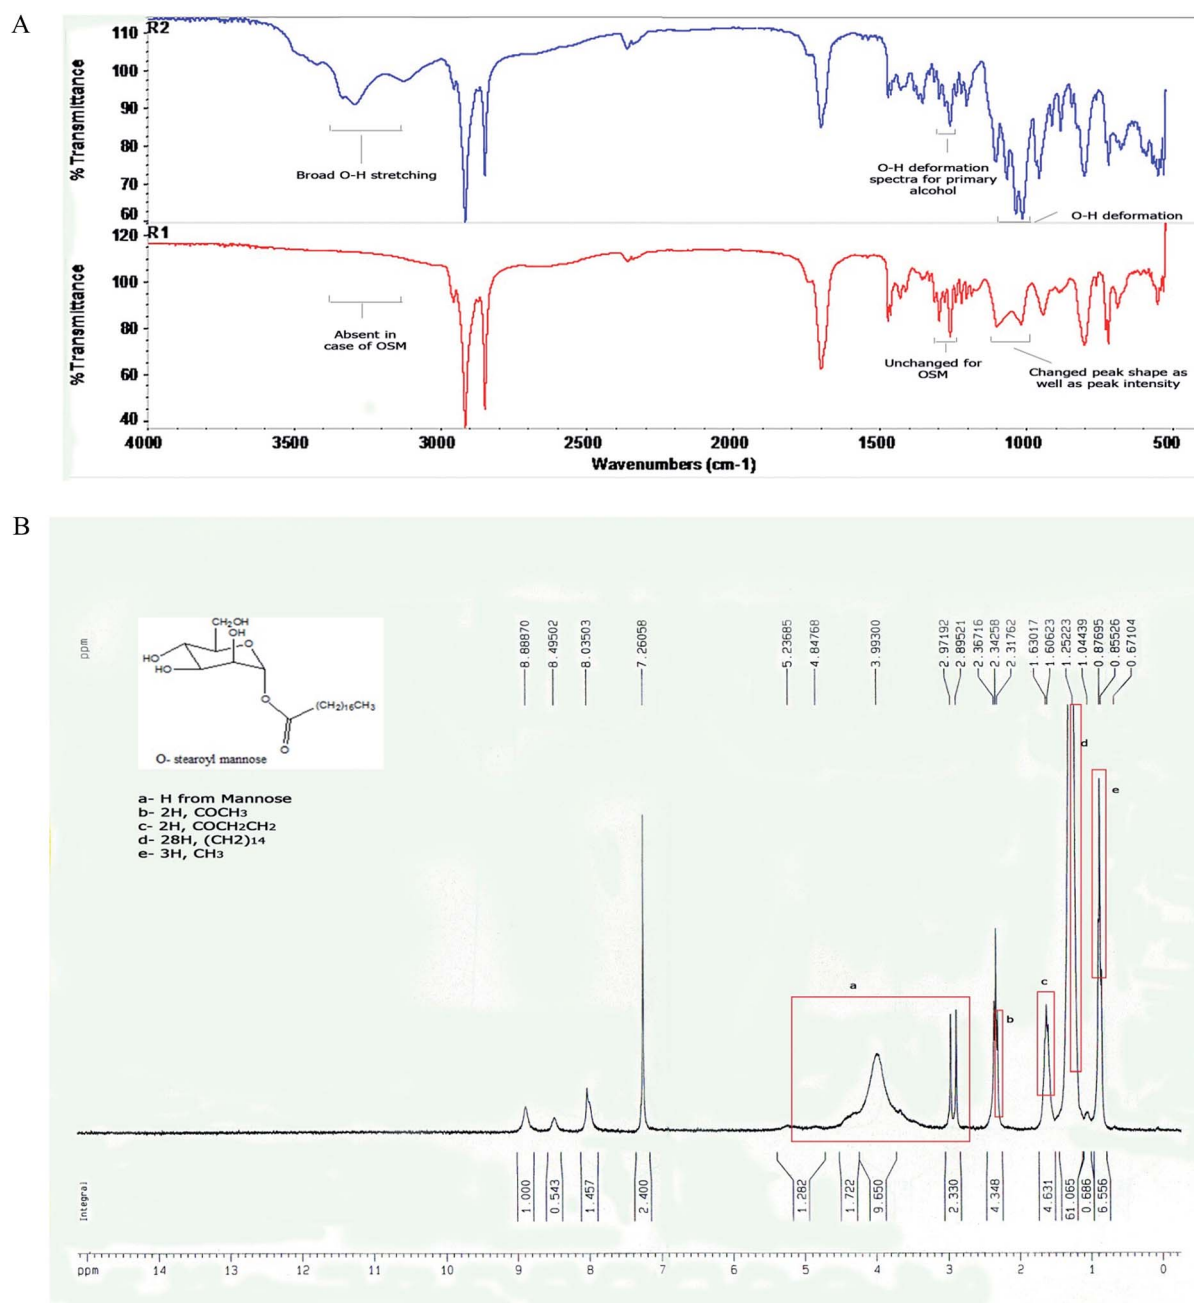 A
R2
110
100
90
80
70
60
%Transmittance
Broad O-H stretching
O-H deformation
spectra for primary
alcohol
O-H deformation
R1
120
100
80
60
40
%Transmittance
Absent in
case of OSM
Unchanged for
OSM
Changed peak shape as
well as peak intensity
4000 3500 3000 2500 2000 1500 1000 500
Wavenumbers (cm-1)
B
ppm
8.88870
8.49502
8.03503
7.26058
5.23685
4.84768
3.99300
2.97192
2.89521
2.36716
2.34258
2.31762
1.63017
1.60623
1.25223
1.04439
0.87695
0.85526
0.67104
CH₂OH
OH
O
HO
HO
O
(CH₂)₁₆CH₃
O
O- stearoyl mannose
a- H from Mannose
b- 2H, COCH₃
c- 2H, COCH₂CH₂
d- 28H, (CH2)14
e- 3H, CH₃
a
b
c
d
e
Integral
1.000
0.543
1.457
2.400
1.282
1.722
9.650
2.330
4.348
4.631
61.065
0.686
6.556
ppm 14 13 12 11 10 9 8 7 6 5 4 3 2 1 0